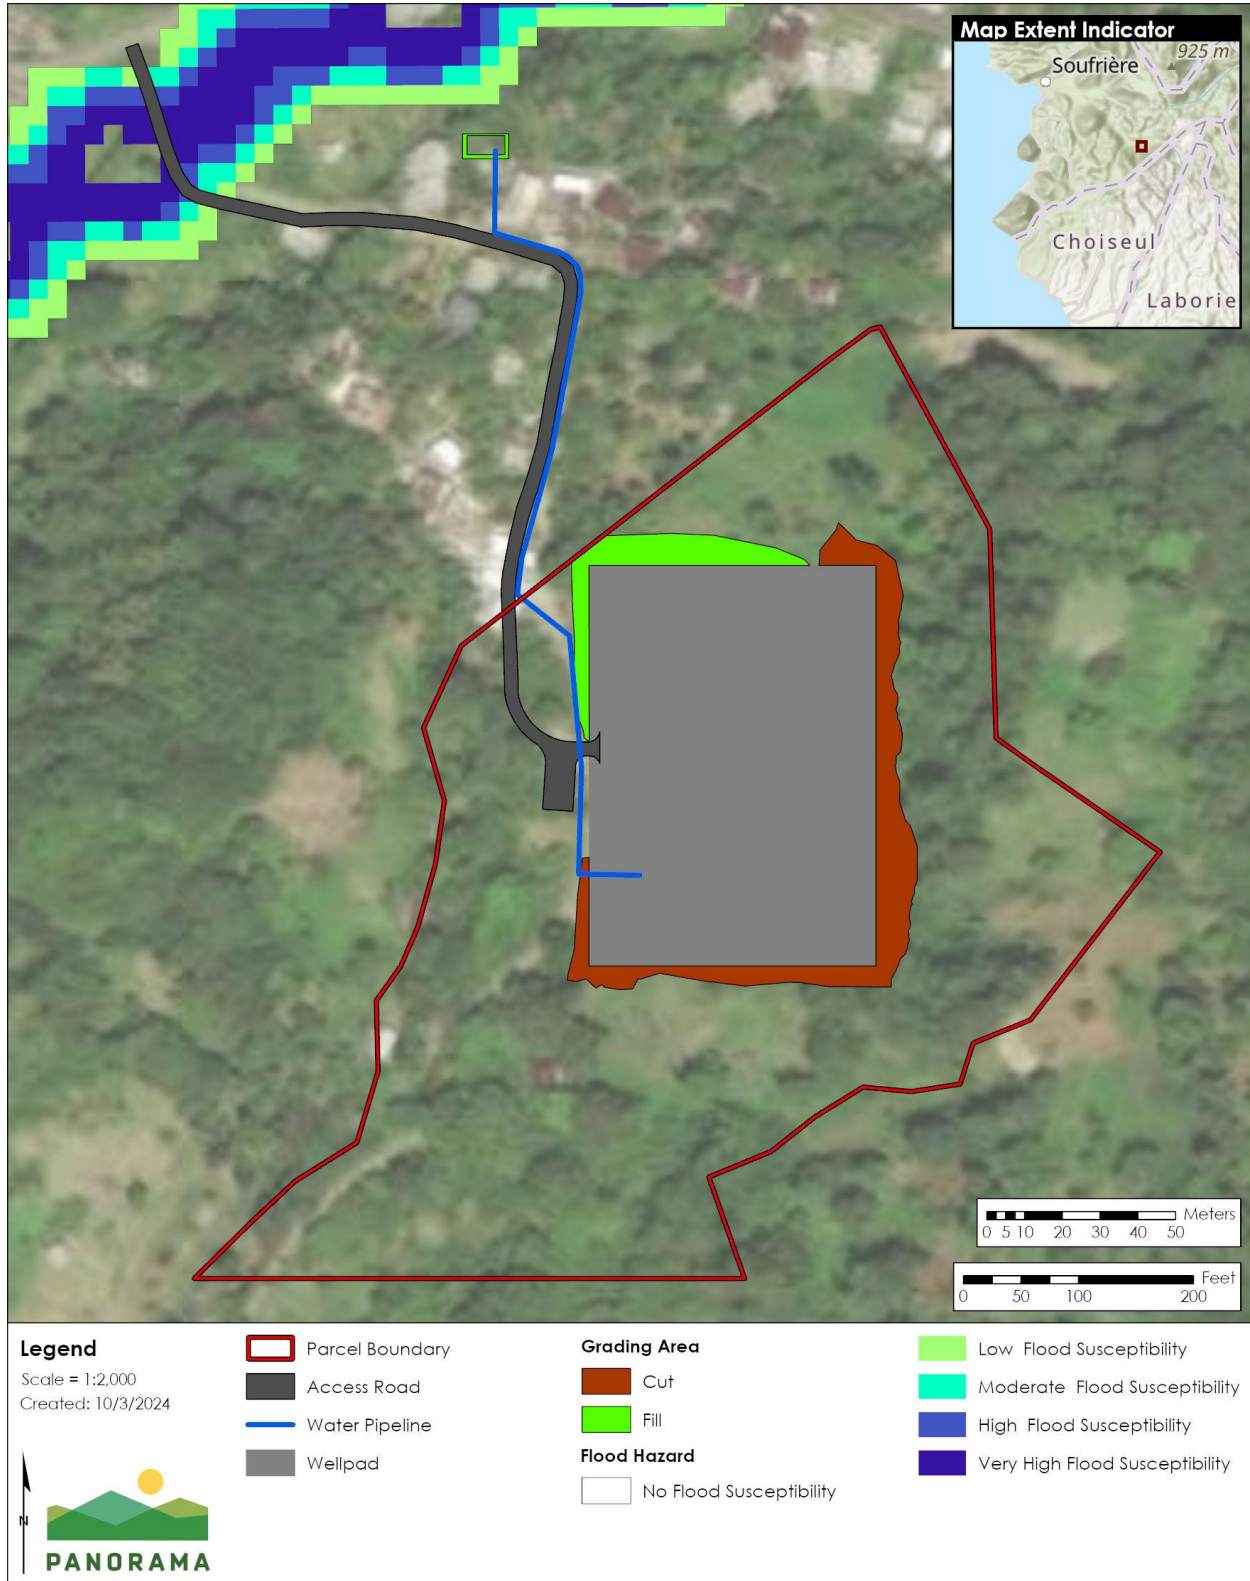 Map Extent Indicator
925 m
Soufrière
Choiseul
Laborie
Meters
0 5 10 20 30 40 50
Feet
0 50 100 200
Legend
Scale = 1:2,000
Created: 10/3/2024
N
PANORAMA
Parcel Boundary
Access Road
Water Pipeline
Wellpad
Grading Area
Cut
Fill
Flood Hazard
No Flood Susceptibility
Low Flood Susceptibility
Moderate Flood Susceptibility
High Flood Susceptibility
Very High Flood Susceptibility